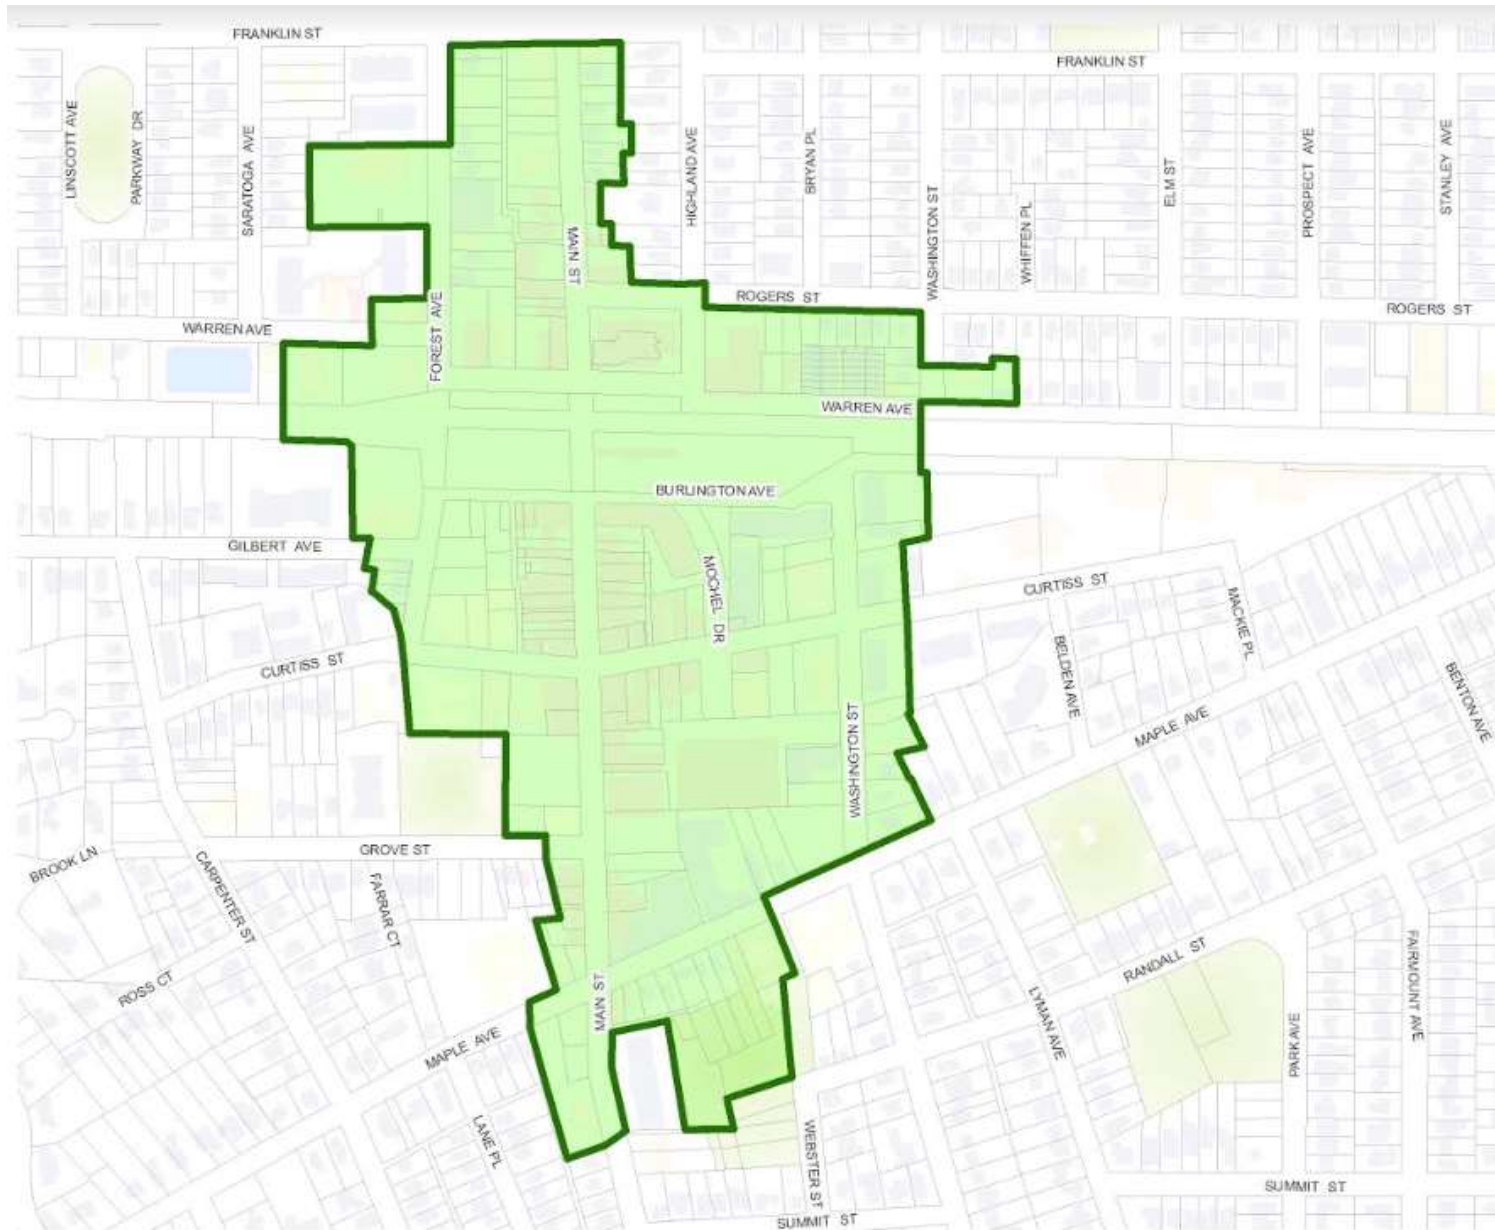 FRANKLIN ST
FRANKLIN ST
LINSCOTT AVE
PARKWAY DR
SARATOGA AVE
HIGHLAND AVE
BRYAN PL
WASHINGTON ST
WHIFFEN PL
ELM ST
PROSPECT AVE
STANLEY AVE
MAIN ST
ROGERS ST
ROGERS ST
WARREN AVE
FOREST AVE
WARREN AVE
BURLINGTON AVE
GILBERT AVE
MOCHEL DR
CURTISS ST
MACKIE PL
BELDEN AVE
CURTISS ST
BENTON AVE
MAPLE AVE
WASHINGTON ST
GROVE ST
BROOK LN
CARPENTER ST
FARRAR CT
ROSS CT
RANDALL ST
FAIRMOUNT AVE
MAIN ST
LYMAN AVE
PARK AVE
MAPLE AVE
LANE PL
WEBSTER ST
SUMMIT ST
SUMMIT ST